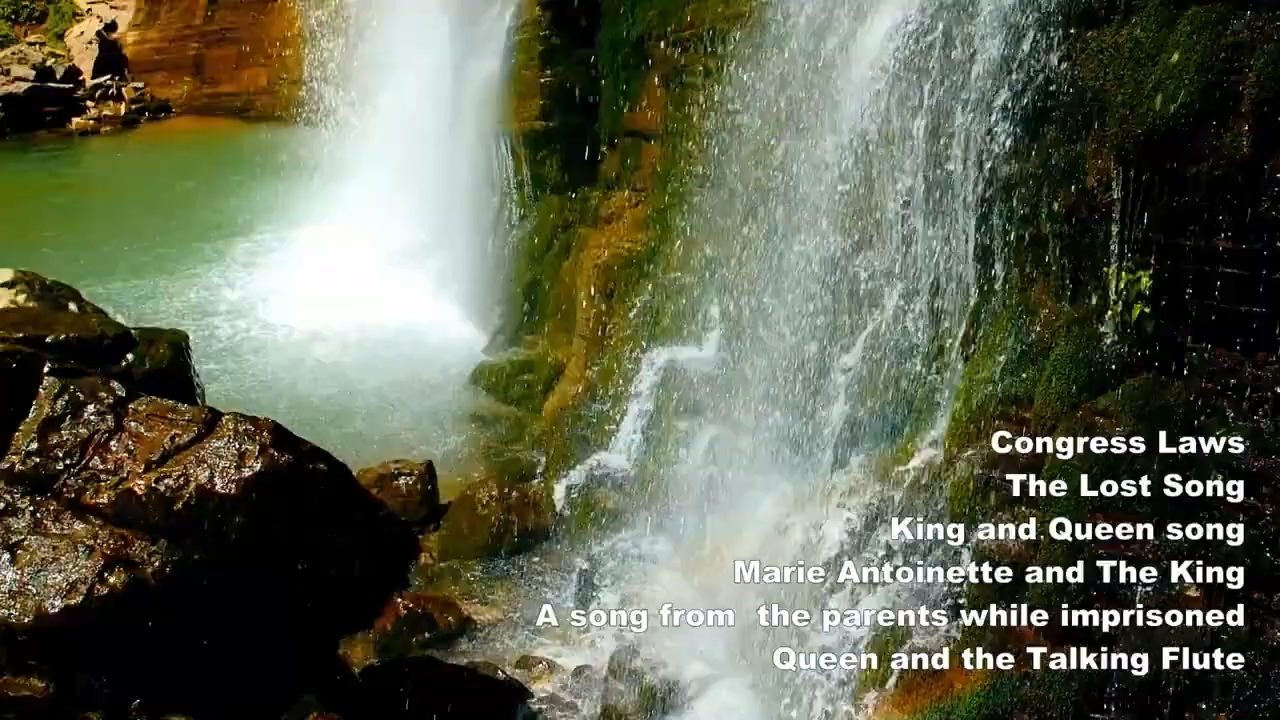 Congress Laws
The Lost Song
King and Queen song
Marie Antoinette and The King
A song from  the parents while imprisoned
Queen and the Talking Flute